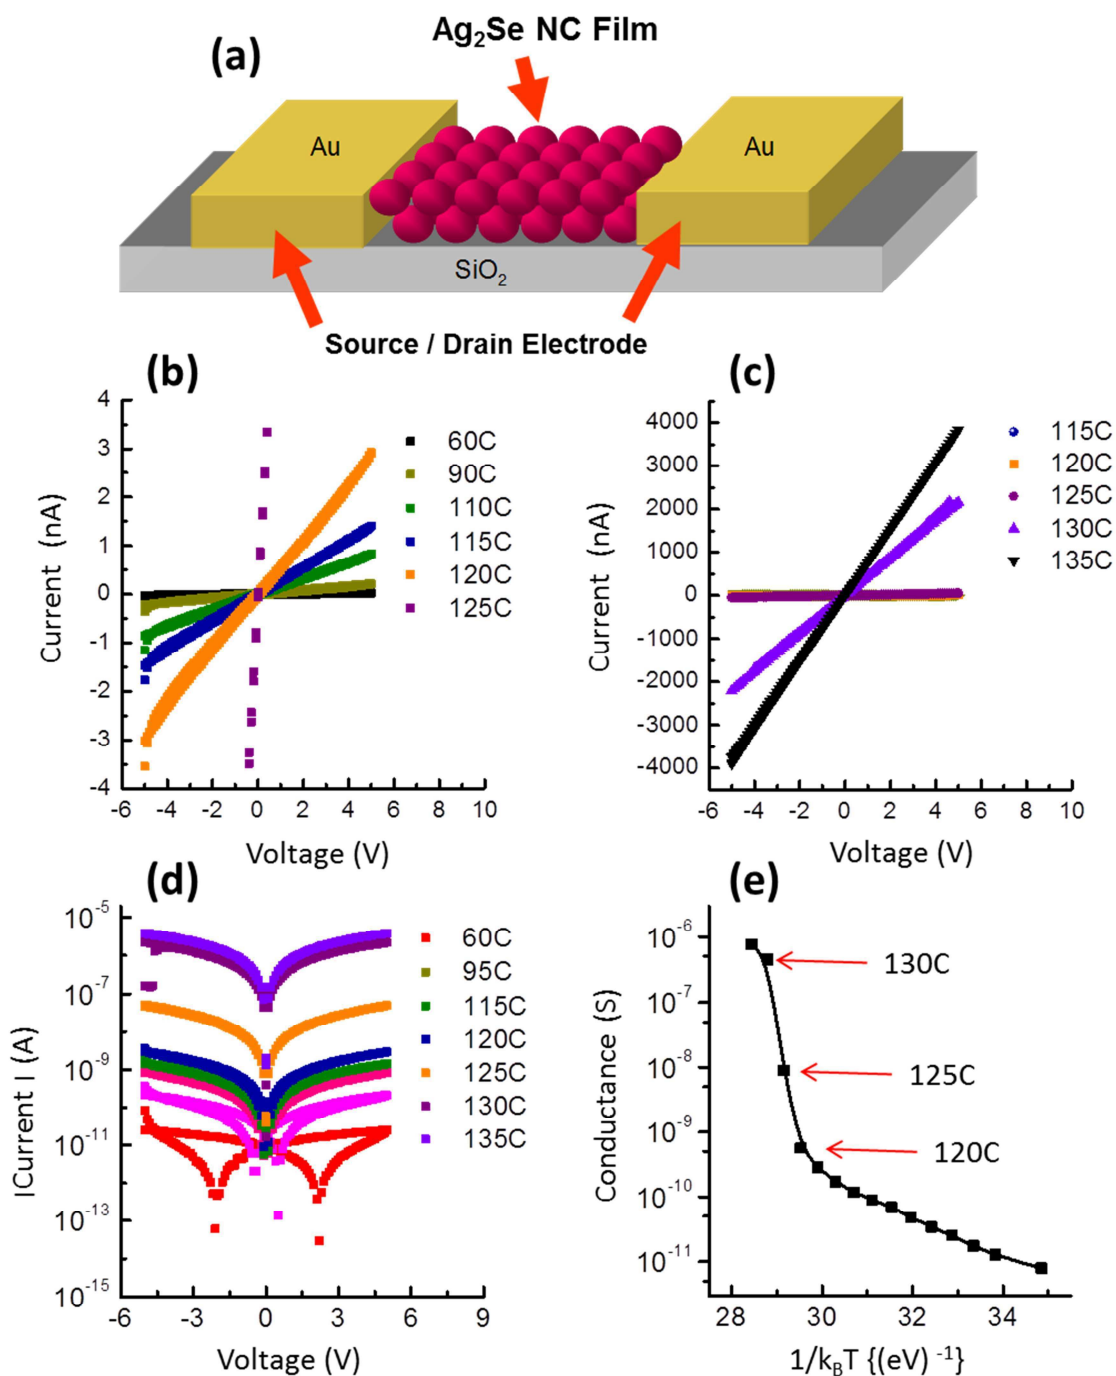 (a)
Ag₂Se NC Film
Au
Au
SiO₂
Source / Drain Electrode
(b)
4
3
2
1
0
-1
-2
-3
-4
-6 -4 -2 0 2 4 6 8 10
Current (nA)
Voltage (V)
60C
90C
110C
115C
120C
125C
(c)
4000
3000
2000
1000
0
-1000
-2000
-3000
-4000
-6 -4 -2 0 2 4 6 8 10
Current (nA)
Voltage (V)
115C
120C
125C
130C
135C
(d)
10⁻⁵
10⁻⁷
10⁻⁹
10⁻¹¹
10⁻¹³
10⁻¹⁵
-6 -3 0 3 6 9
ICurrent I (A)
Voltage (V)
60C
95C
115C
120C
125C
130C
135C
(e)
10⁻⁶
10⁻⁷
10⁻⁸
10⁻⁹
10⁻¹⁰
10⁻¹¹
28 30 32 34
Conductance (S)
1/k_BT {(eV) ⁻¹}
130C
125C
120C